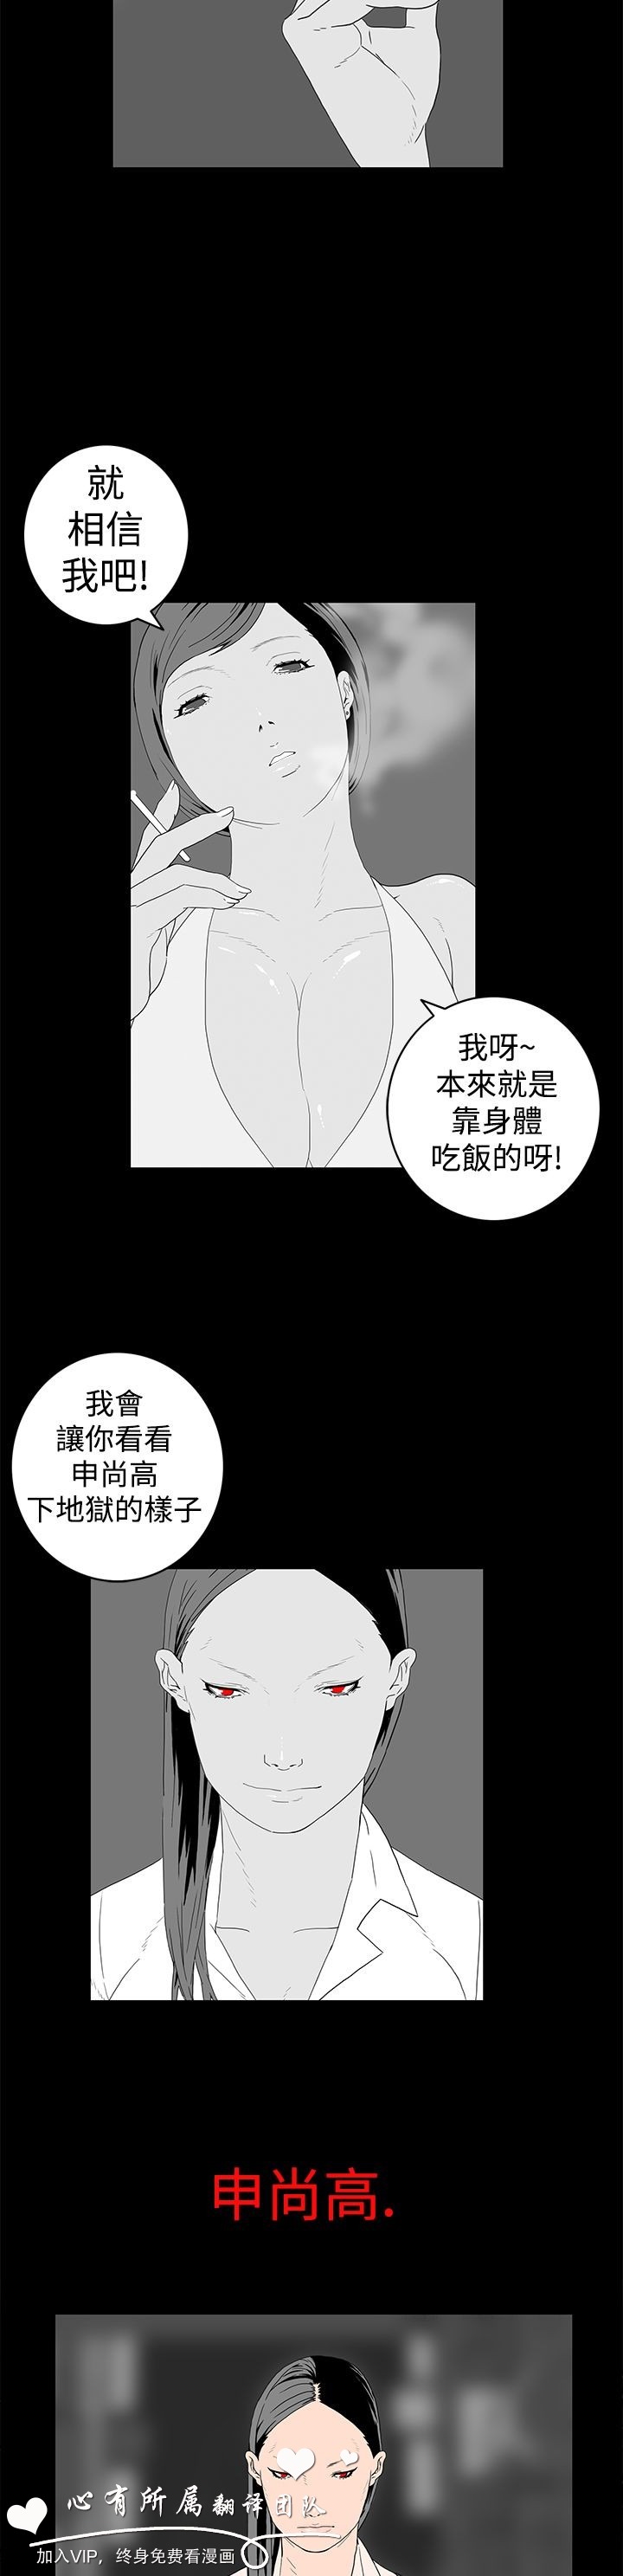 就
相信
我吧!
我呀~
本來就是
靠身體
吃飯的呀!
我會
讓你看看
申尚高
下地獄的樣子
申尚高.
心有所属翻译团队
加入VIP，终身免费看漫画